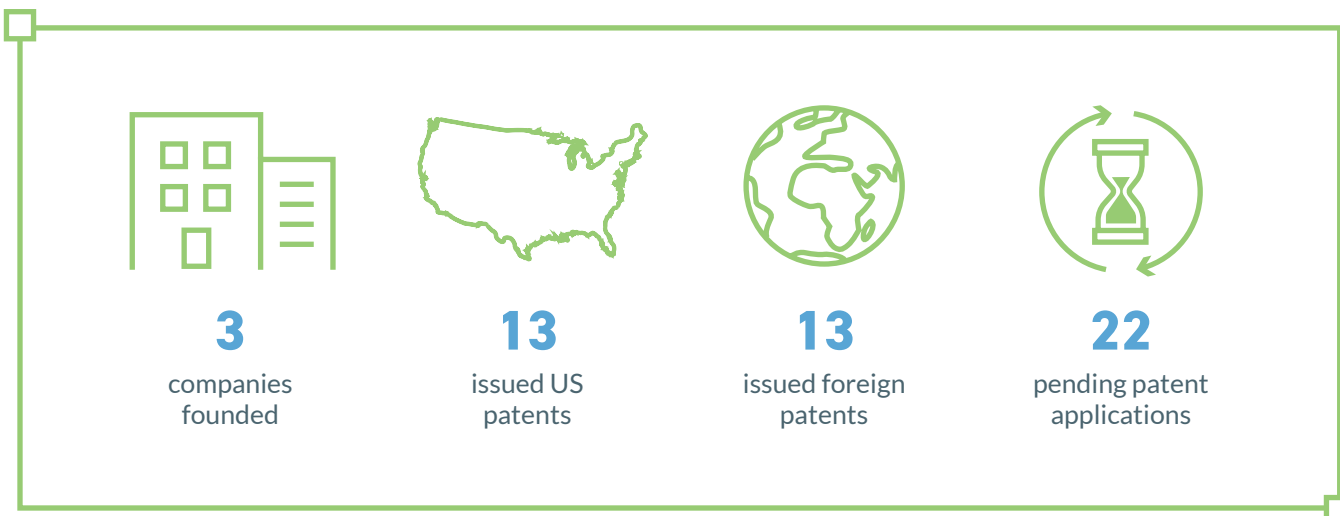 3
companies
founded
13
issued US
patents
13
issued foreign
patents
22
pending patent
applications